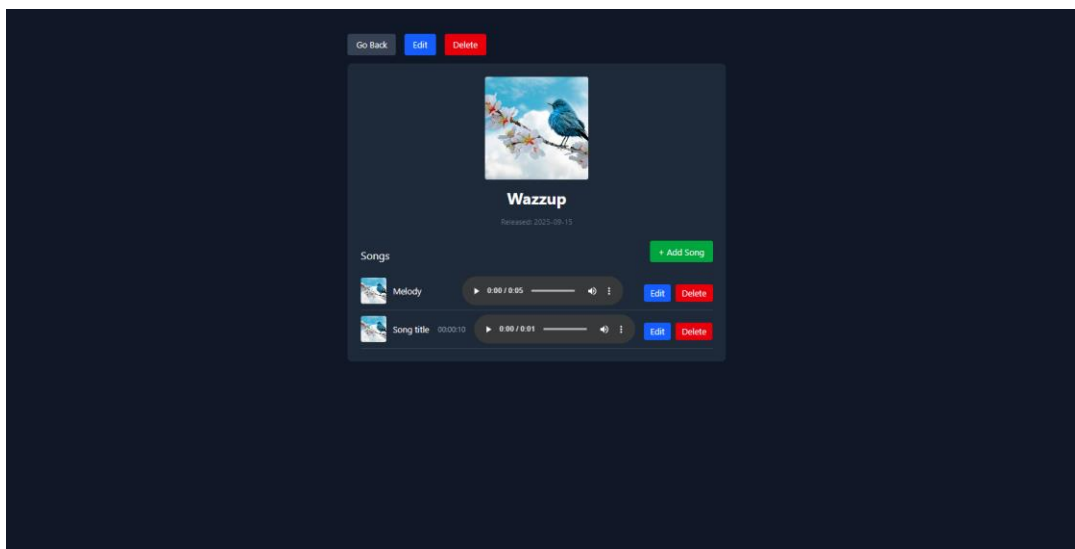 Go Back Edit Delete
Wazzup
Released: 2025-09-15
Songs + Add Song
Melody 0:00 / 0:05 Edit Delete
Song title 00:00:10 0:00 / 0:01 Edit Delete